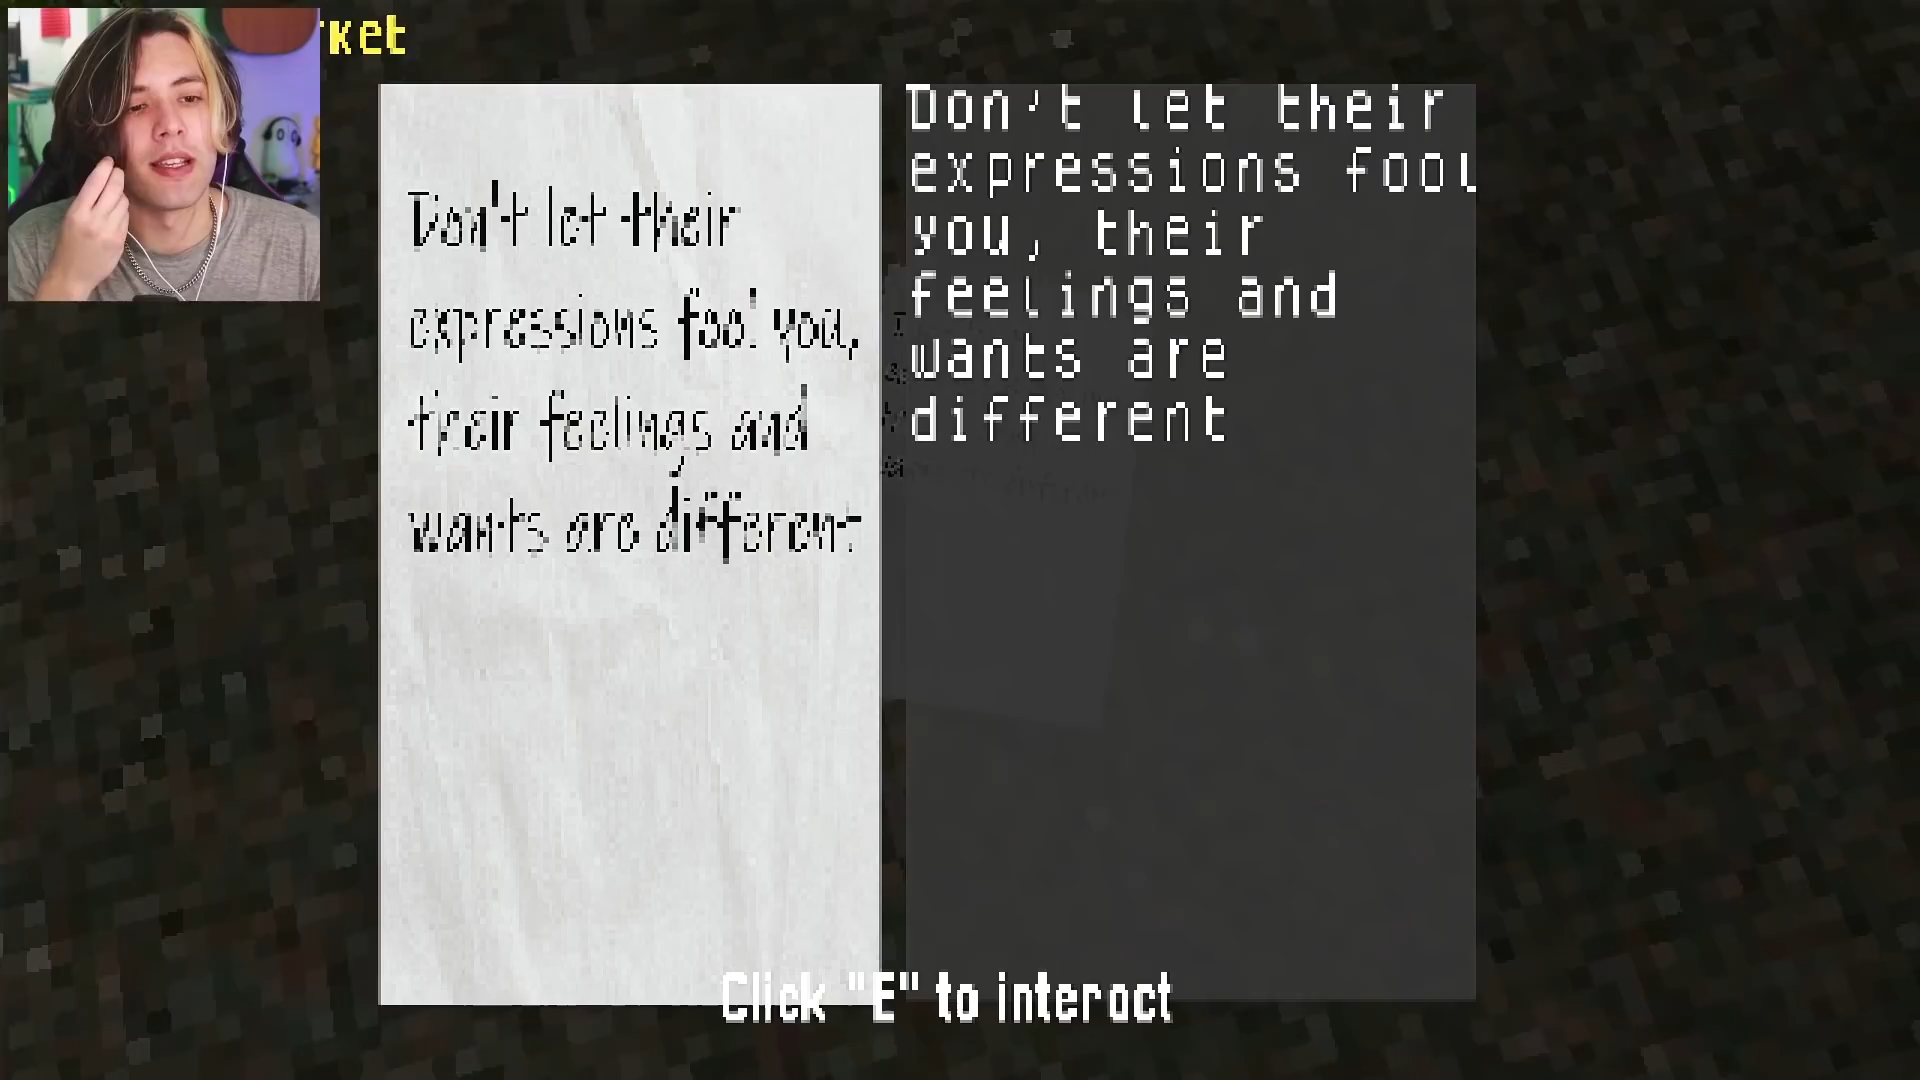 rket
Don't let their
expressions fool you,
their feelings and
wants are different
Don't let their
expressions fool
you, their
feelings and
wants are
different
Click "E" to interact